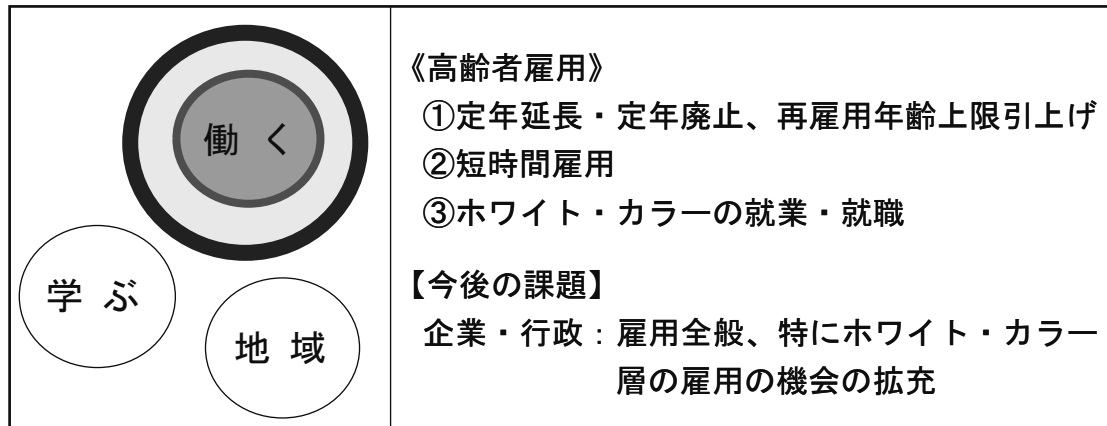 働 く
学 ぶ
地 域
《高齢者雇用》
①定年延長・定年廃止、再雇用年齢上限引上げ
②短時間雇用
③ホワイト・カラーの就業・就職
【今後の課題】
企業・行政：雇用全般、特にホワイト・カラー
層の雇用の機会の拡充